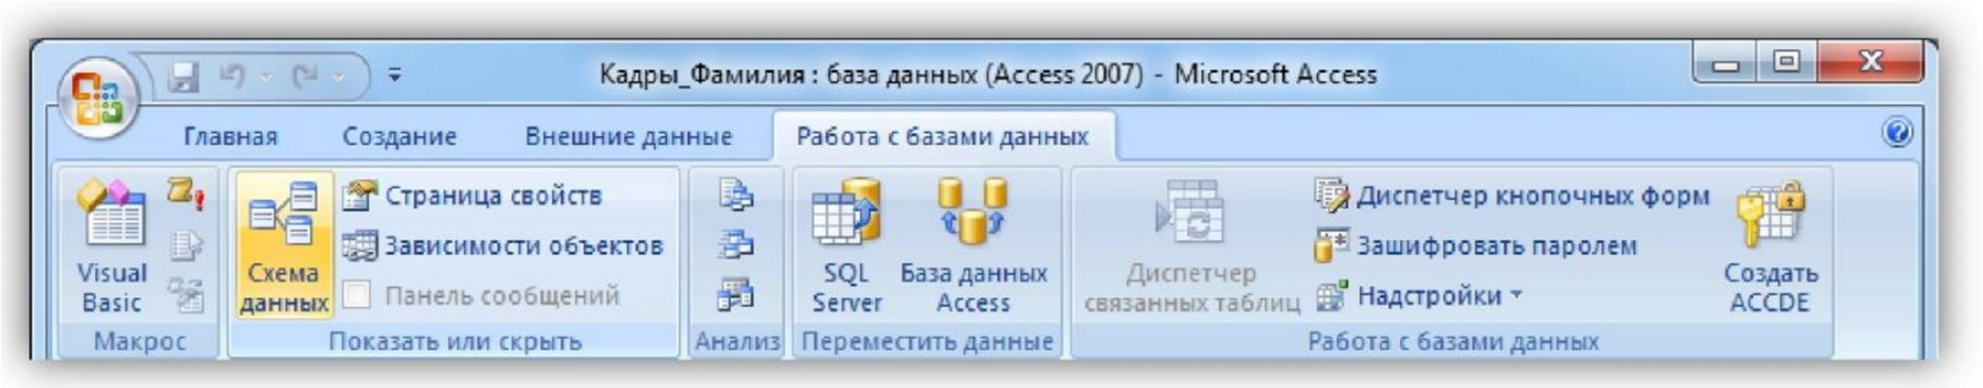 Кадры_Фамилия : база данных (Access 2007) - Microsoft Access
Главная Создание Внешние данные Работа с базами данных
Visual Basic
Макрос
Схема данных
Страница свойств
Зависимости объектов
Панель сообщений
Показать или скрыть
Анализ
SQL Server
База данных Access
Переместить данные
Диспетчер связанных таблиц
Диспетчер кнопочных форм
Зашифровать паролем
Надстройки
Создать ACCDE
Работа с базами данных